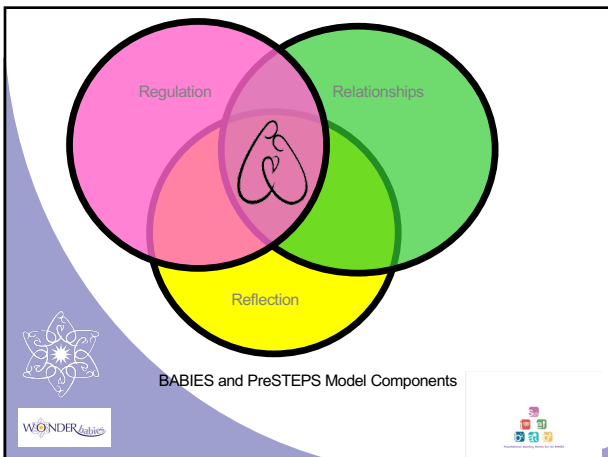 Regulation Relationships
Reflection
BABIES and PreSTEPS Model Components
WONDER babies